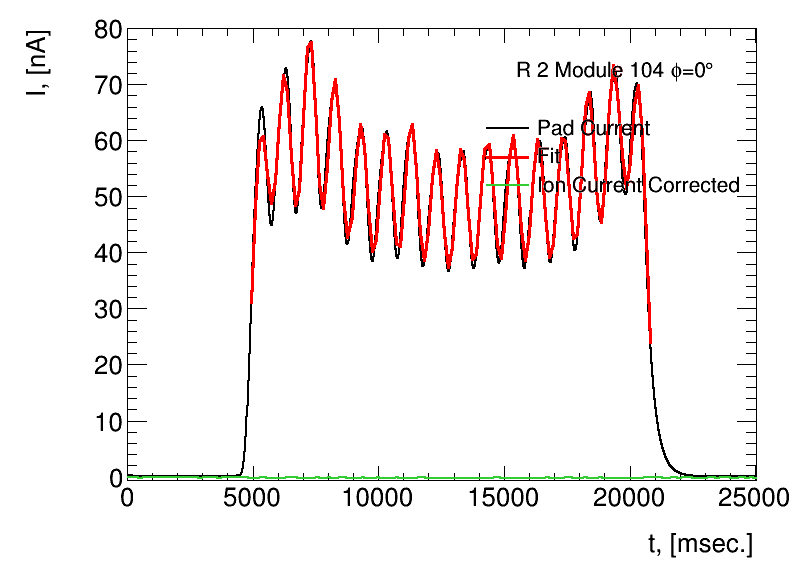 I, [nA]
80
70
60
50
40
30
20
10
0
R 2 Module 104 ϕ=0°
Pad Current
Fit
Ion Current Corrected
0 5000 10000 15000 20000 25000
t, [msec.]